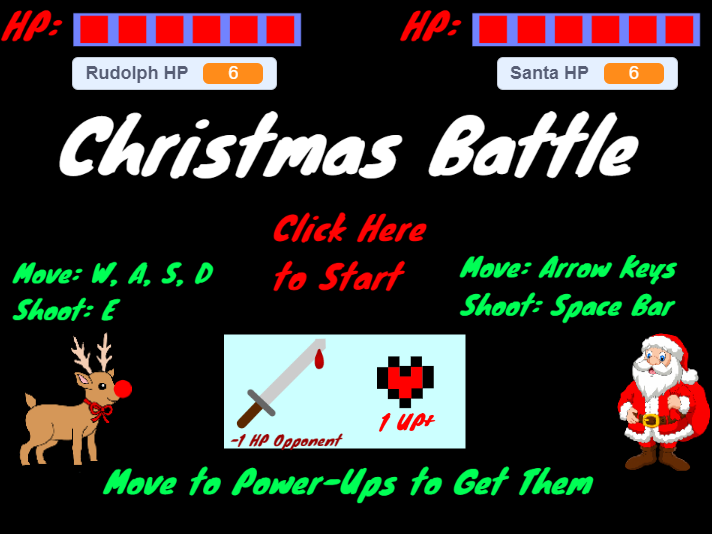 HP:
HP:
Rudolph HP 6
Santa HP 6
Christmas Battle
Click Here
to Start
Move: W, A, S, D
Shoot: E
Move: Arrow Keys
Shoot: Space Bar
-1 HP Opponent
1 UP+
Move to Power-Ups to Get Them